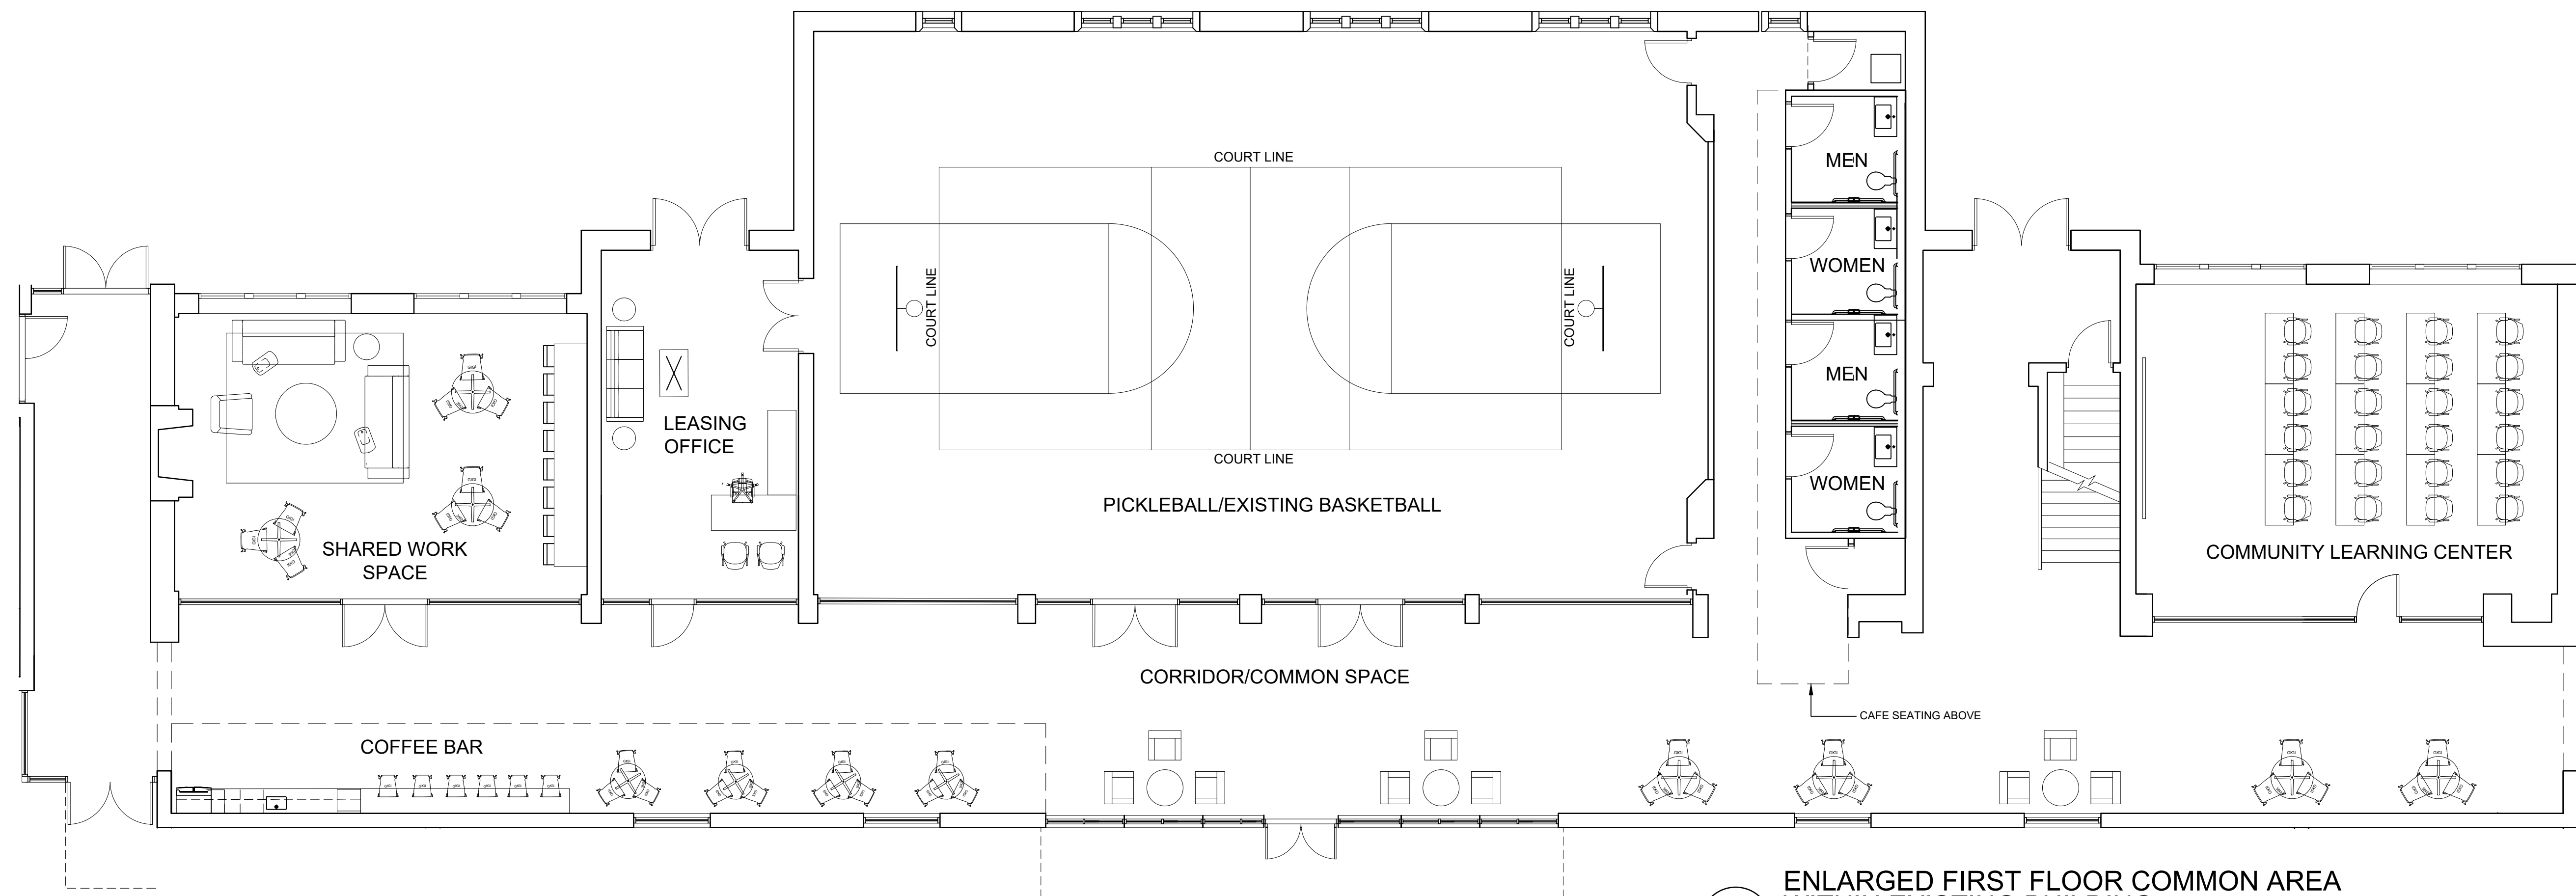 COURT LINE
MEN
WOMEN
COURT LINE
COURT LINE
MEN
LEASING
OFFICE
COURT LINE
WOMEN
PICKLEBALL/EXISTING BASKETBALL
SHARED WORK
SPACE
COMMUNITY LEARNING CENTER
CORRIDOR/COMMON SPACE
CAFE SEATING ABOVE
COFFEE BAR
ENLARGED FIRST FLOOR COMMON AREA